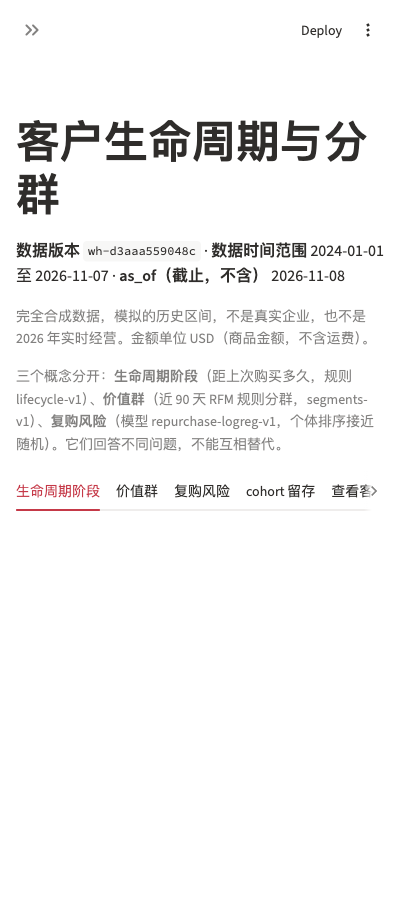 Deploy
客户生命周期与分
群
数据版本 wh-d3aaa559048c · 数据时间范围 2024-01-01
至 2026-11-07 · as_of（截止，不含） 2026-11-08
完全合成数据，模拟的历史区间，不是真实企业，也不是
2026 年实时经营。金额单位 USD（商品金额，不含运费）。
三个概念分开：生命周期阶段（距上次购买多久，规则
lifecycle-v1）、价值群（近 90 天 RFM 规则分群，segments-
v1）、复购风险（模型 repurchase-logreg-v1，个体排序接近
随机）。它们回答不同问题，不能互相替代。
生命周期阶段 价值群 复购风险 cohort 留存 查看